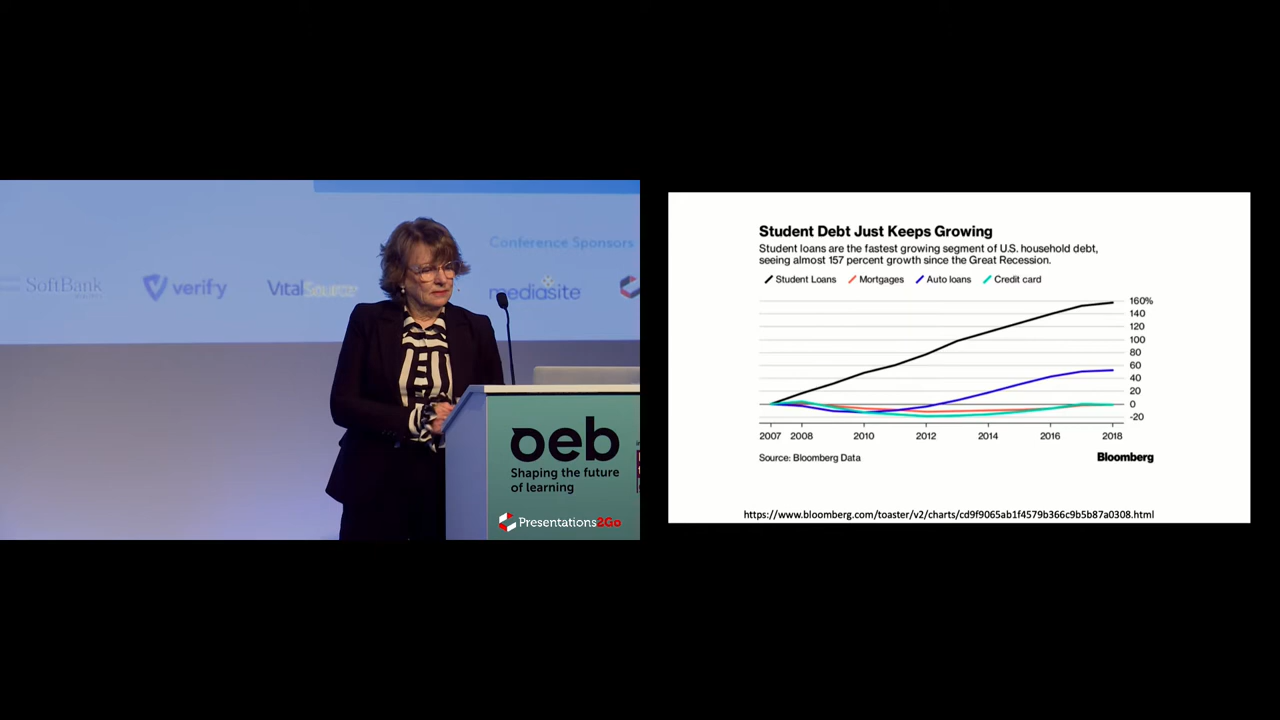 Conference Sponsors
SoftBank
verify
VitalSource
mediasite
oeb
Shaping the future
of learning
Presentations2Go
Student Debt Just Keeps Growing
Student loans are the fastest growing segment of U.S. household debt,
seeing almost 157 percent growth since the Great Recession.
Student Loans Mortgages Auto loans Credit card
160%
140
120
100
80
60
40
20
0
-20
2007 2008 2010 2012 2014 2016 2018
Source: Bloomberg Data
Bloomberg
https://www.bloomberg.com/toaster/v2/charts/cd9f9065ab1f4579b366c9b5b87a0308.html